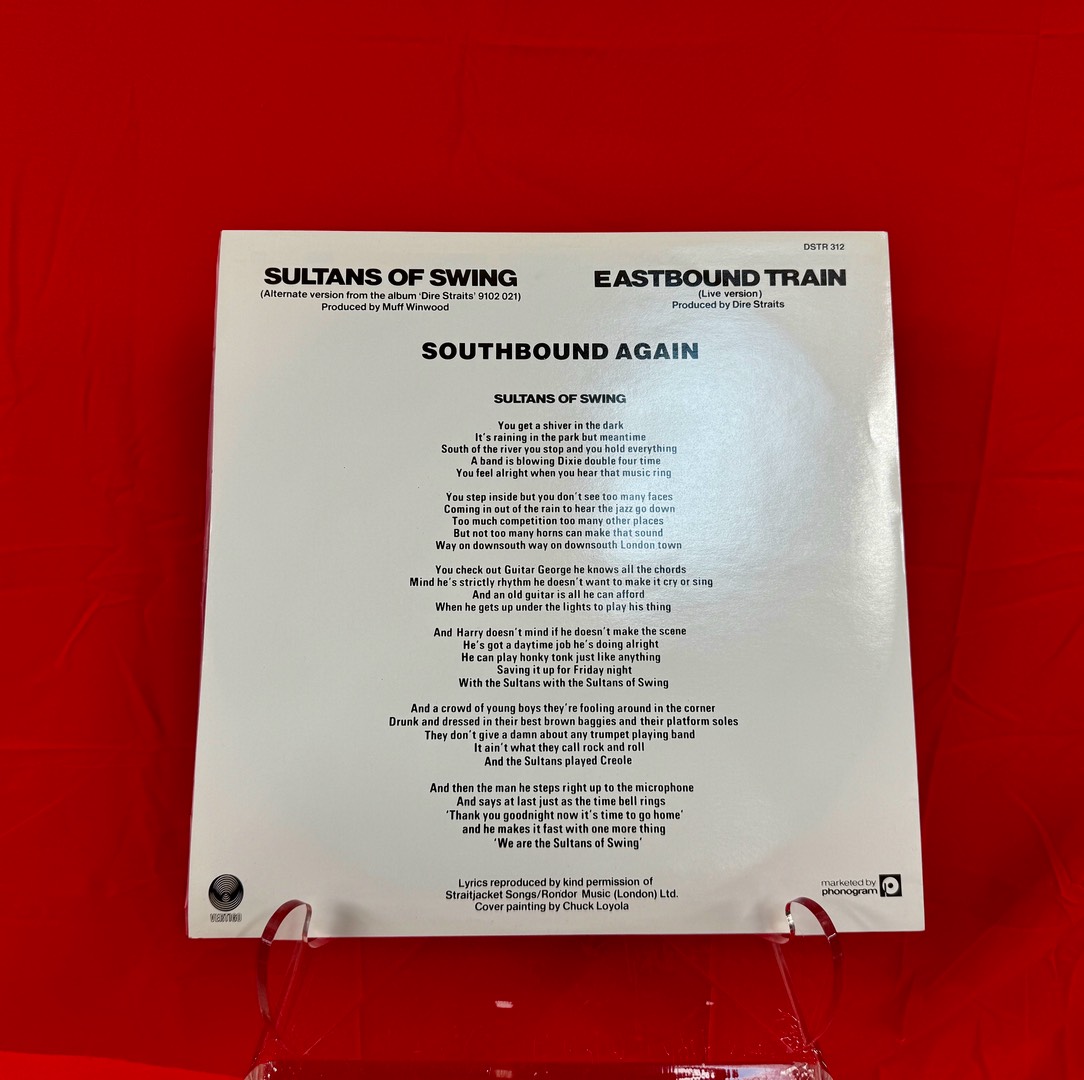 DSTR 312
SULTANS OF SWING
(Alternate version from the album 'Dire Straits' 9102 021)
Produced by Muff Winwood
EASTBOUND TRAIN
(Live version)
Produced by Dire Straits
SOUTHBOUND AGAIN
SULTANS OF SWING
You get a shiver in the dark
It's raining in the park but meantime
South of the river you stop and you hold everything
A band is blowing Dixie double four time
You feel alright when you hear that music ring
You step inside but you don't see too many faces
Coming in out of the rain to hear the jazz go down
Too much competition too many other places
But not too many horns can make that sound
Way on downsouth way on downsouth London town
You check out Guitar George he knows all the chords
Mind he's strictly rhythm he doesn't want to make it cry or sing
And an old guitar is all he can afford
When he gets up under the lights to play his thing
And Harry doesn't mind if he doesn't make the scene
He's got a daytime job he's doing alright
He can play honky tonk just like anything
Saving it up for Friday night
With the Sultans with the Sultans of Swing
And a crowd of young boys they're fooling around in the corner
Drunk and dressed in their best brown baggies and their platform soles
They don't give a damn about any trumpet playing band
It ain't what they call rock and roll
And the Sultans played Creole
And then the man he steps right up to the microphone
And says at last just as the time bell rings
'Thank you goodnight now it's time to go home'
and he makes it fast with one more thing
'We are the Sultans of Swing'
Lyrics reproduced by kind permission of
Straitjacket Songs/Rondor Music (London) Ltd.
Cover painting by Chuck Loyola
VERTIGO
marketed by
phonogram